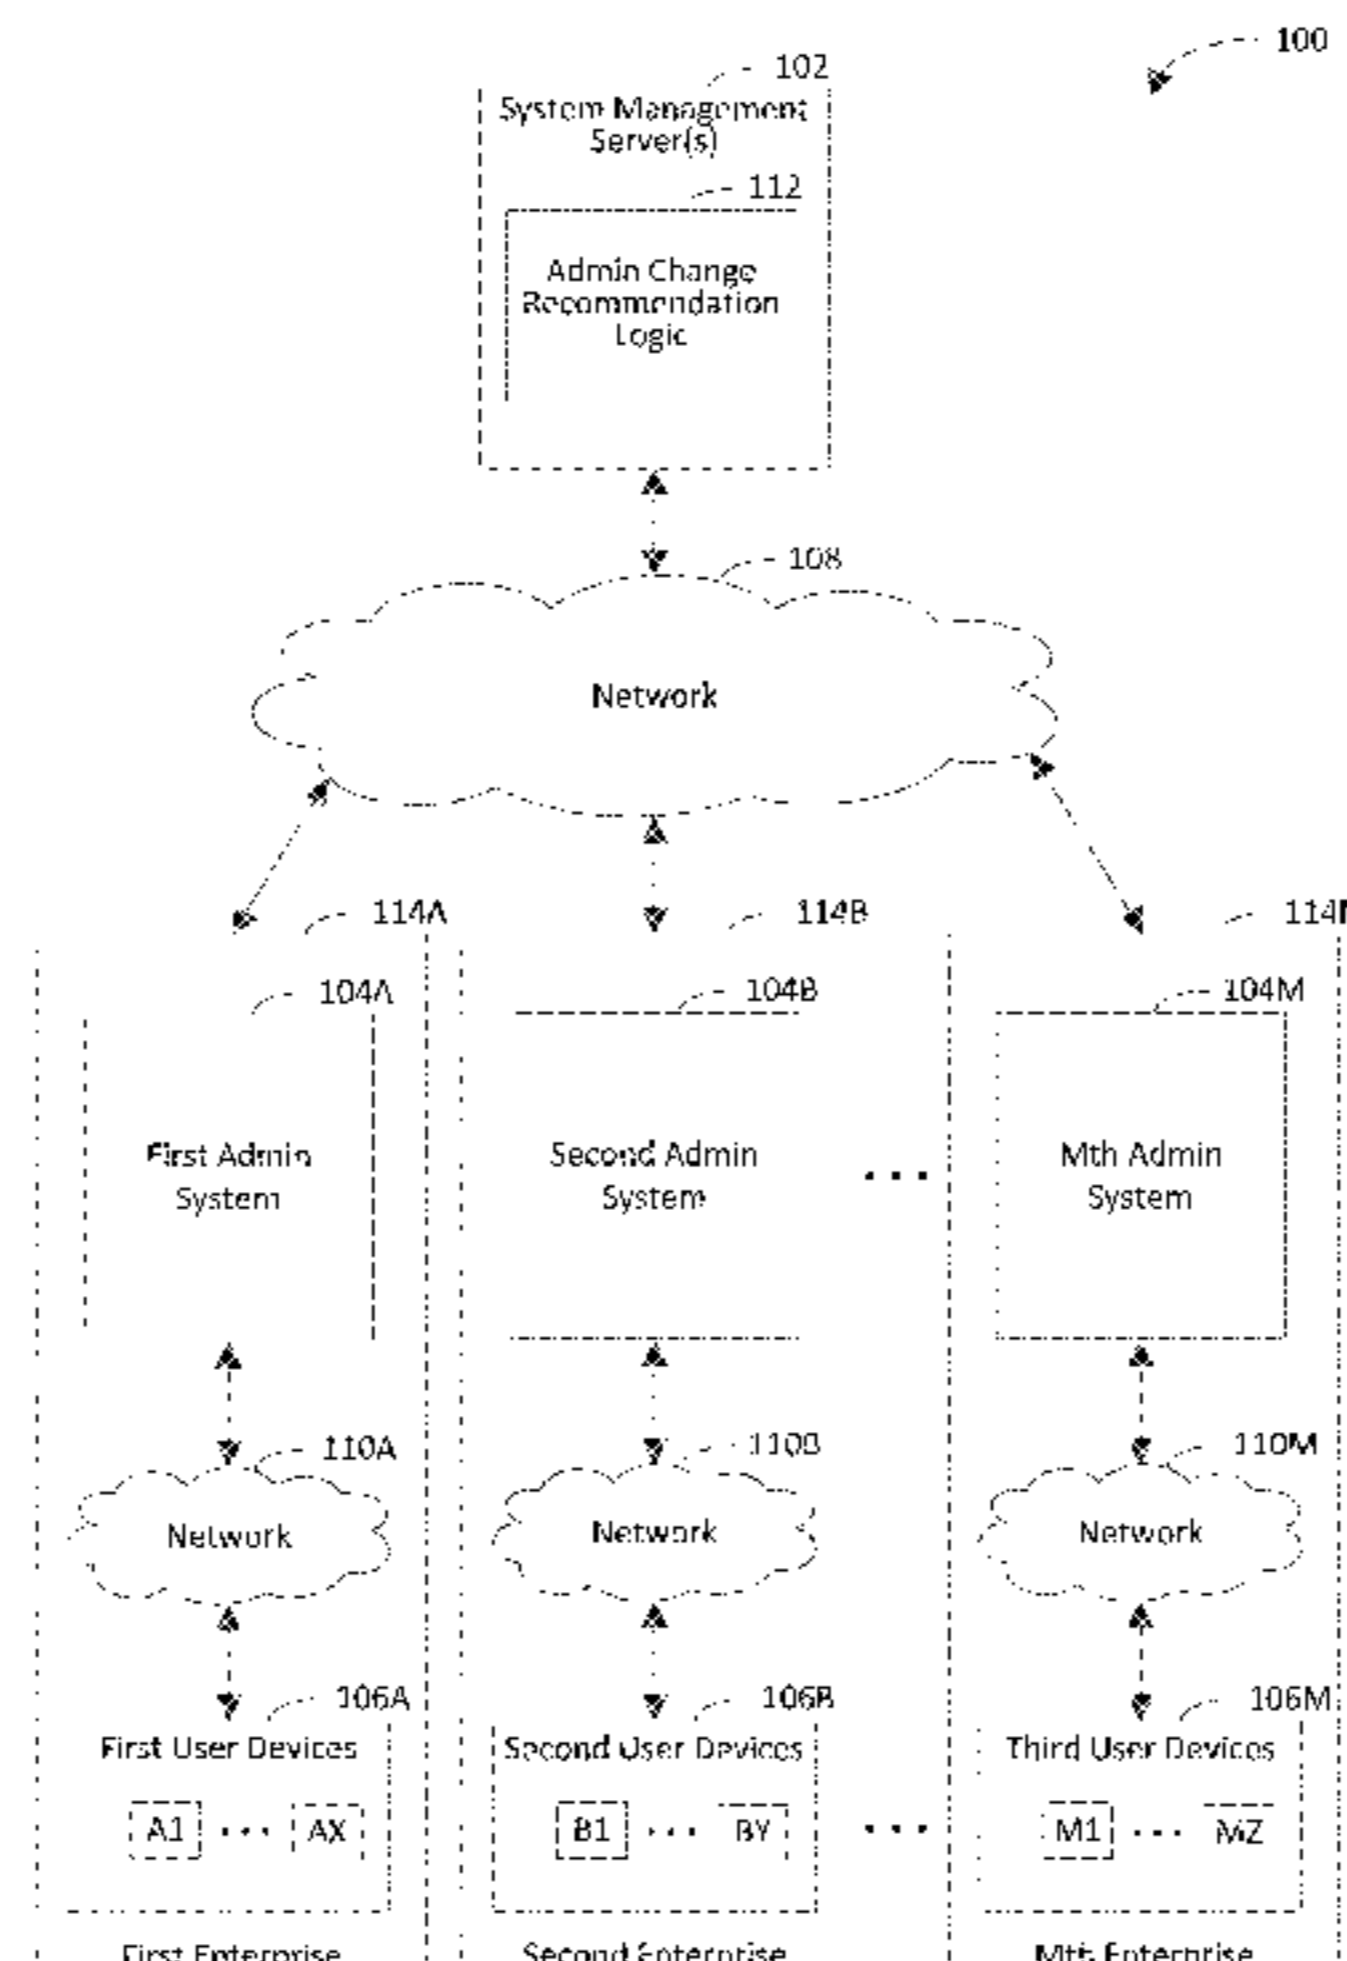 100
102
System Management
Server(s)
112
Admin Change
Recommendation
Logic
108
Network
114A
114B
104A
104B
104M
First Admin
System
Second Admin
System
...
Mth Admin
System
110A
110B
110M
Network
Network
Network
106A
106B
106M
First User Devices
Second User Devices
Third User Devices
A1 ... AX
B1 ... BY
...
M1 ... MZ
First Enterprise
Second Enterprise
Mth Enterprise